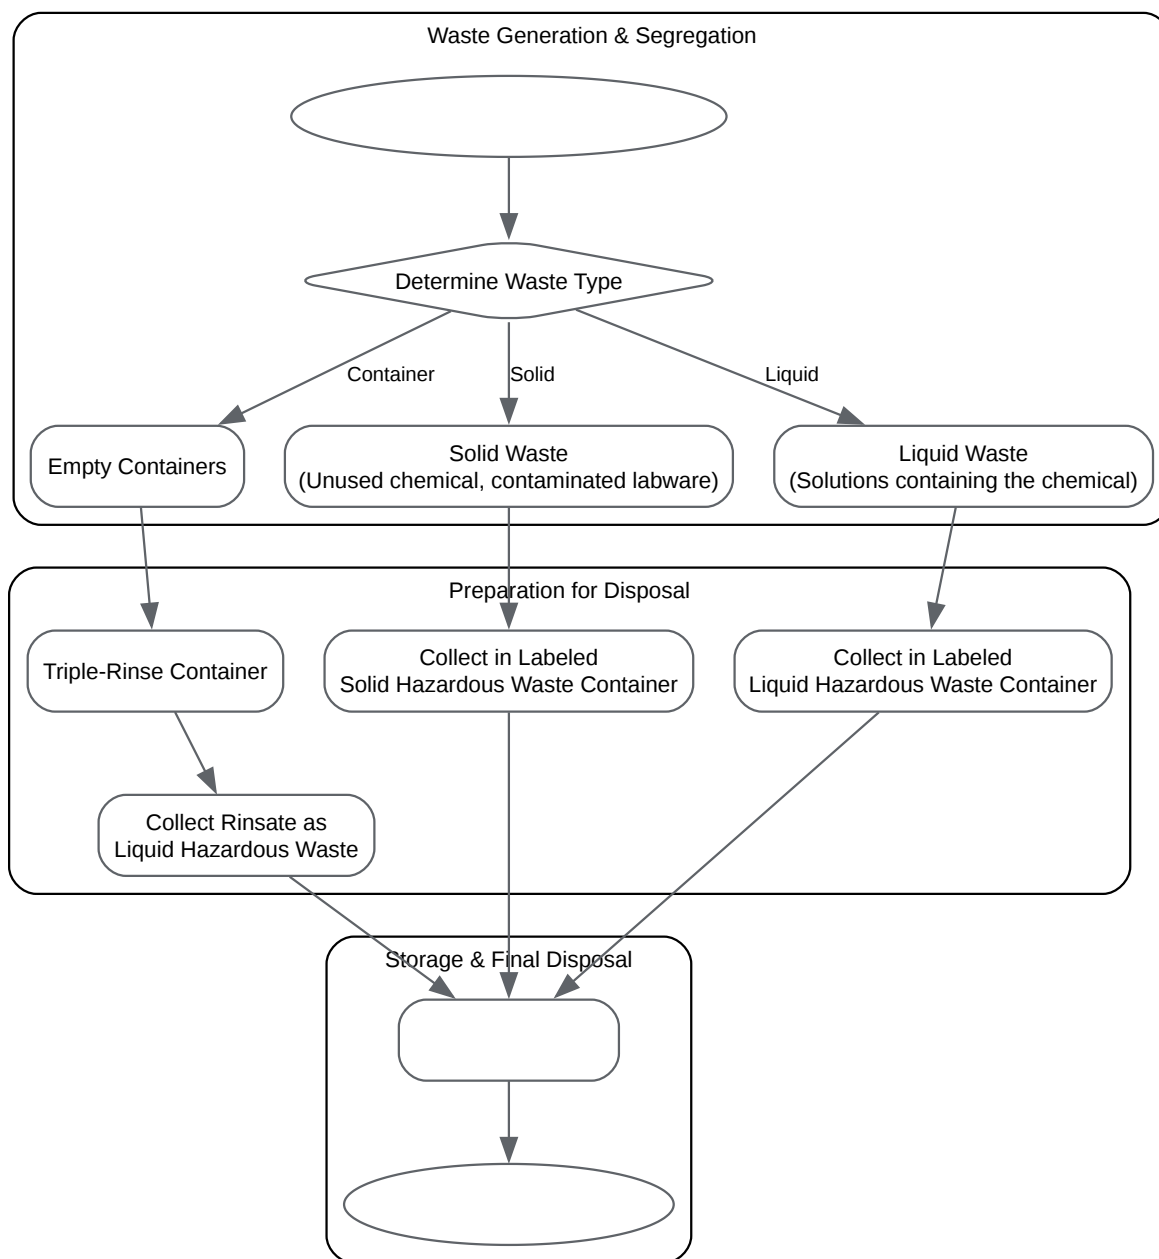 Waste Generation & Segregation
Determine Waste Type
Container
Solid
Liquid
Empty Containers
Solid Waste
(Unused chemical, contaminated labware)
Liquid Waste
(Solutions containing the chemical)
Preparation for Disposal
Triple-Rinse Container
Collect in Labeled
Solid Hazardous Waste Container
Collect in Labeled
Liquid Hazardous Waste Container
Collect Rinsate as
Liquid Hazardous Waste
Storage & Final Disposal